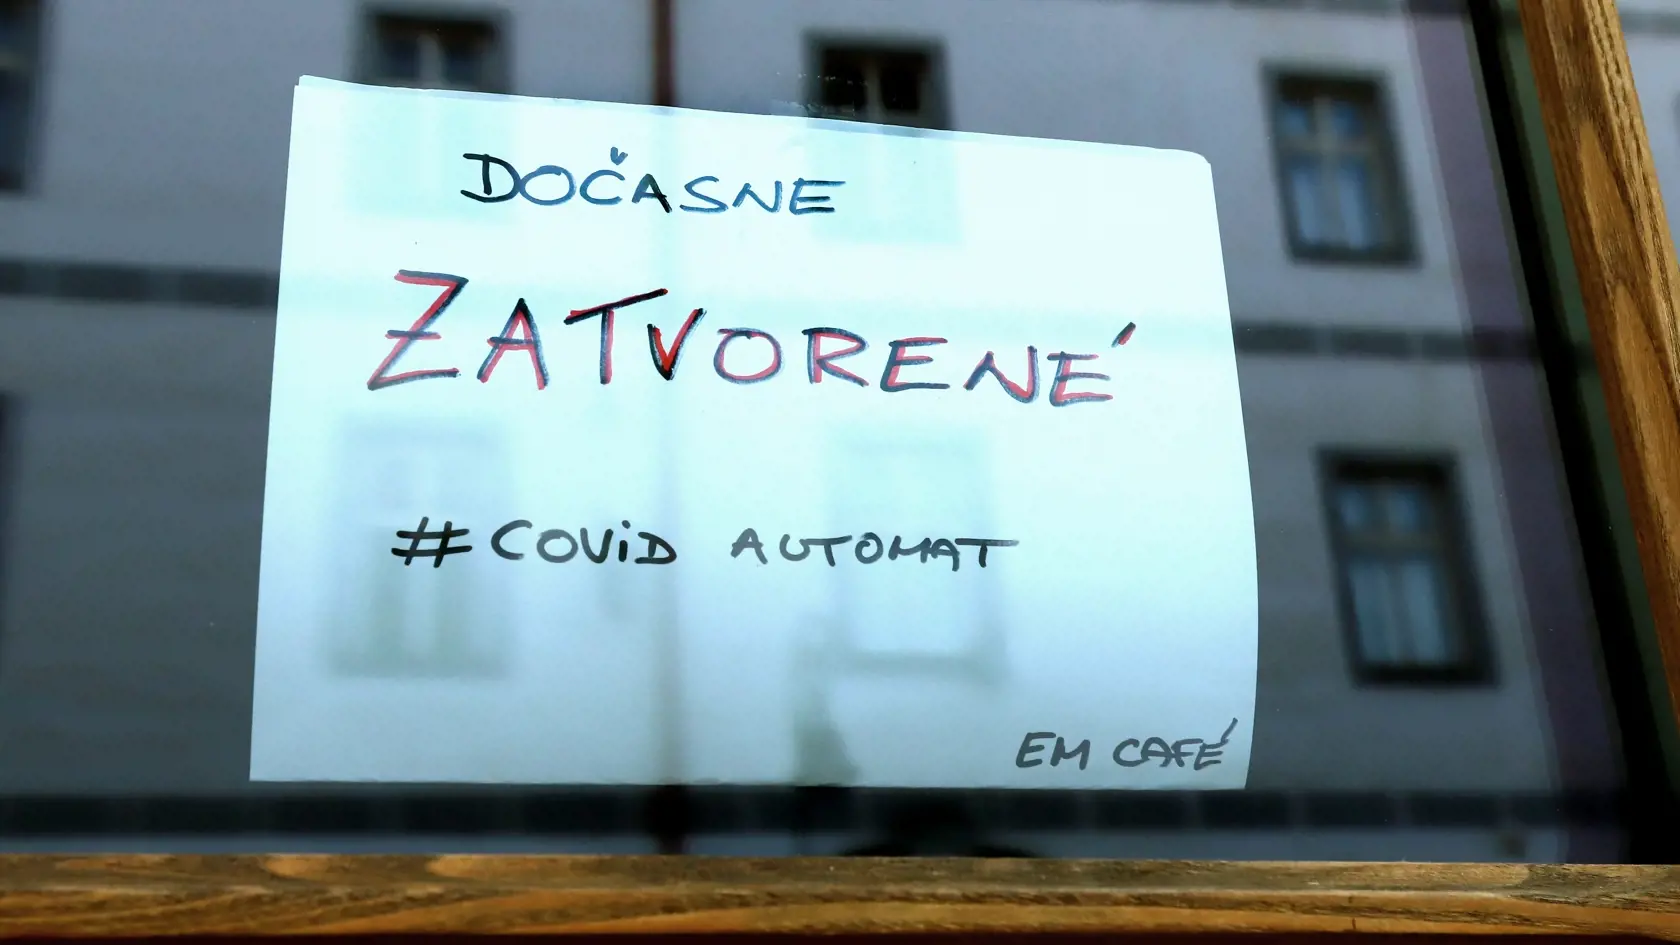 DOČASNE
ZATVORENÉ
#COViD AUTOMAT
EM CAFÉ